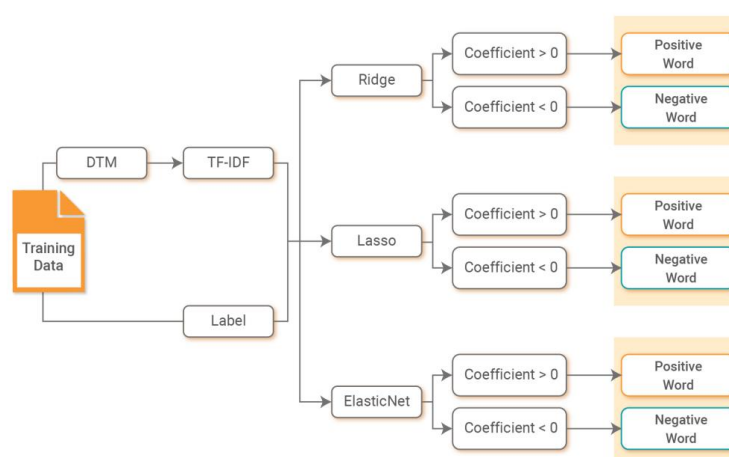 Training
Data
DTM
TF-IDF
Label
Ridge
Coefficient > 0
Positive
Word
Coefficient < 0
Negative
Word
Lasso
Coefficient > 0
Positive
Word
Coefficient < 0
Negative
Word
ElasticNet
Coefficient > 0
Positive
Word
Coefficient < 0
Negative
Word